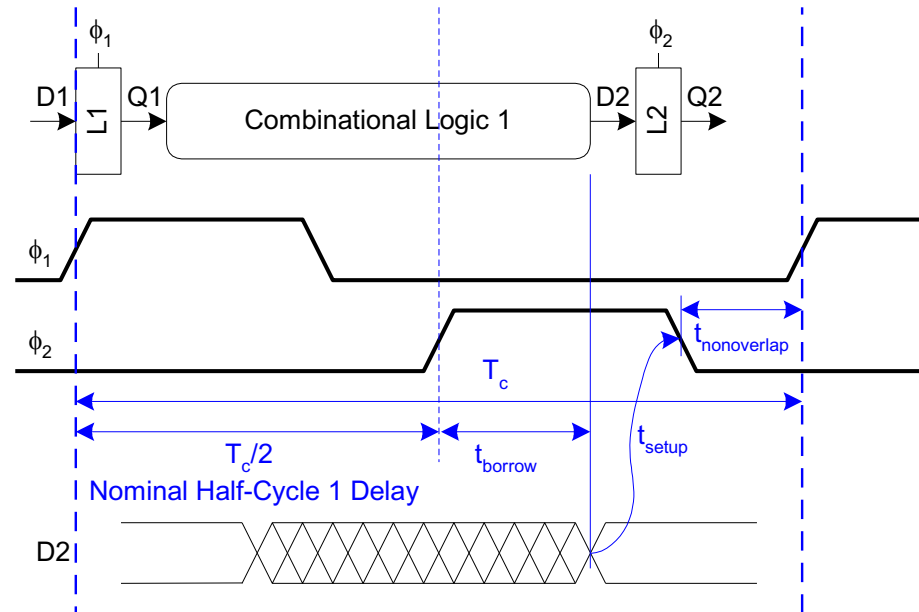 ϕ1 ϕ2
D1 L1 Q1 Combinational Logic 1 D2 L2 Q2
ϕ1
ϕ2
tnonoverlap
Tc
Tc/2 tborrow tsetup
Nominal Half-Cycle 1 Delay
D2